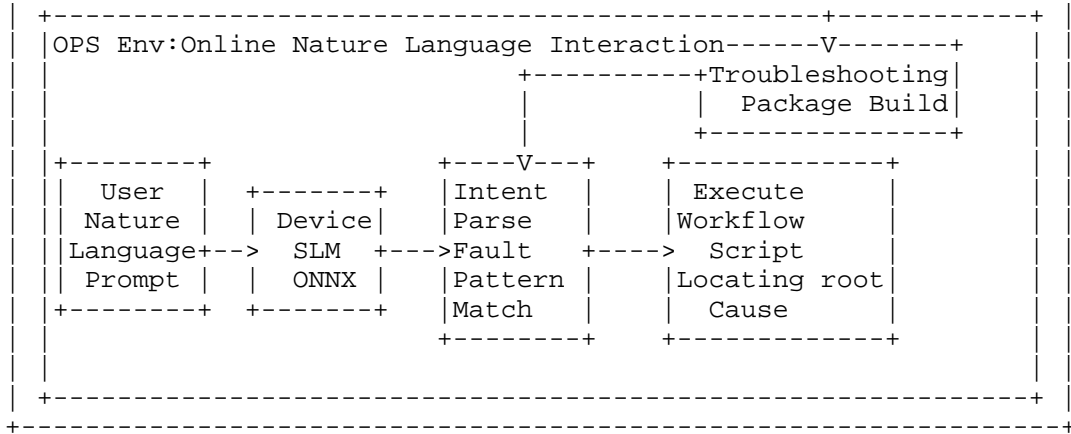 OPS Env:Online Nature Language Interaction
Troubleshooting
Package Build
User
Nature
Language
Prompt
Device
SLM
ONNX
Intent
Parse
Fault
Pattern
Match
Execute
Workflow
Script
Locating root
Cause